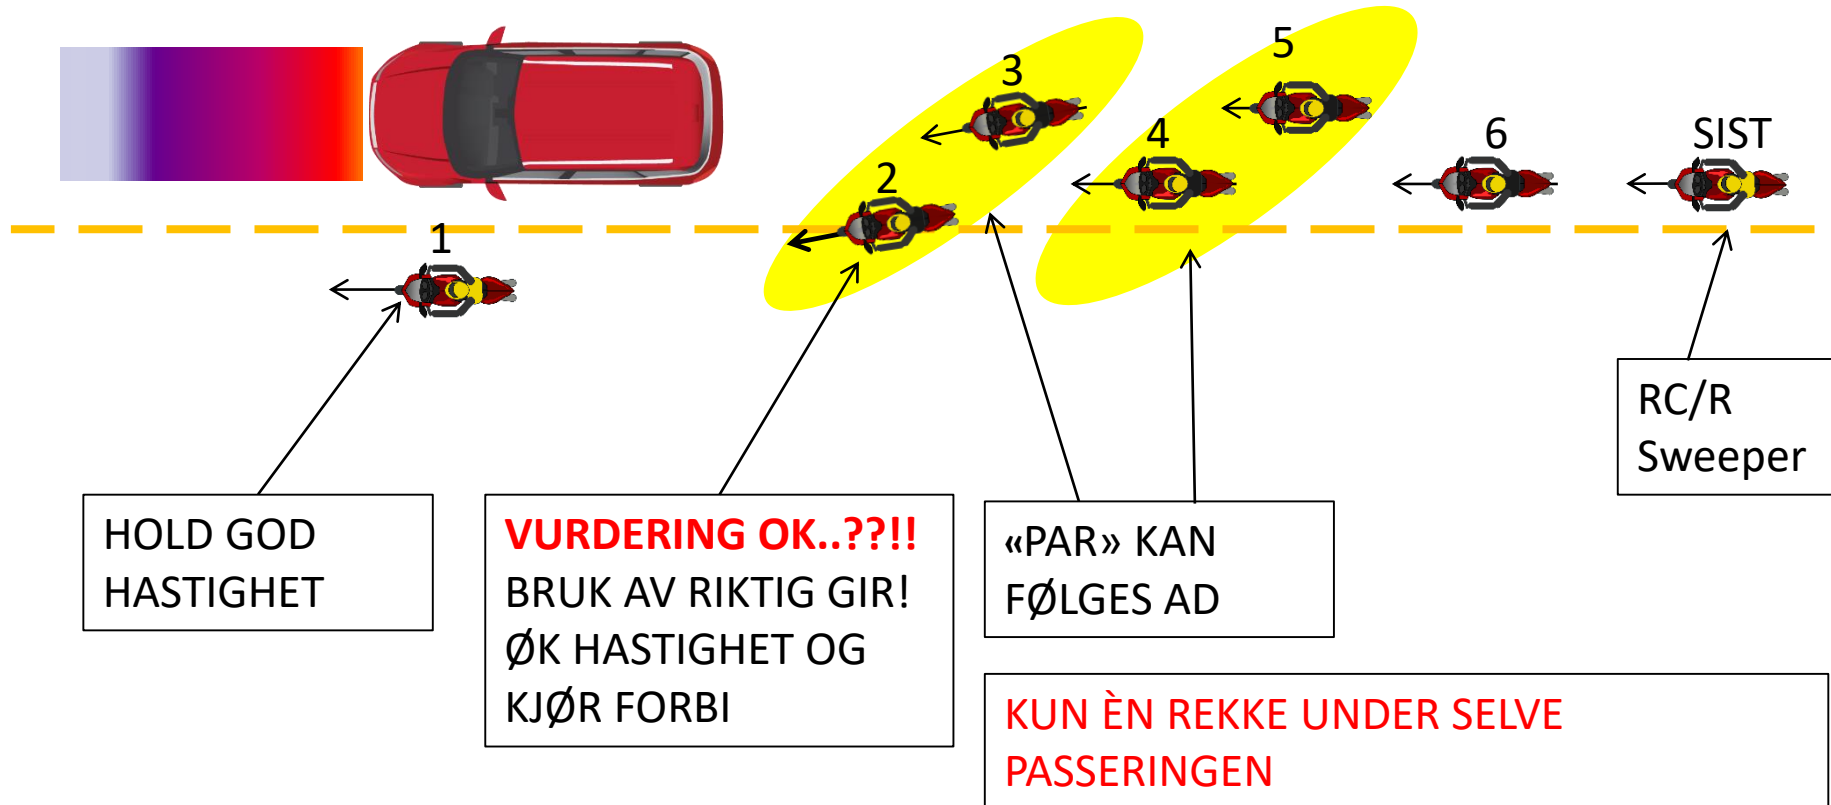 5
3
4
6
SIST
2
1
HOLD GOD
HASTIGHET
VURDERING OK..??!!
BRUK AV RIKTIG GIR!
ØK HASTIGHET OG
KJØR FORBI
«PAR» KAN
FØLGES AD
RC/R
Sweeper
KUN ÈN REKKE UNDER SELVE
PASSERINGEN